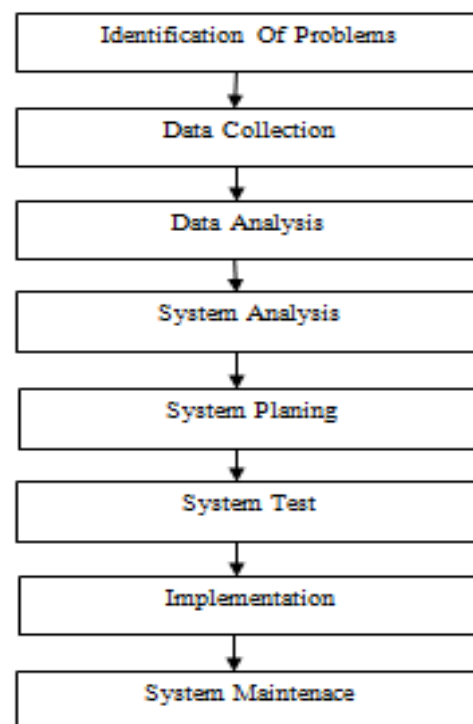 Identification Of Problems
Data Collection
Data Analysis
System Analysis
System Planing
System Test
Implementation
System Maintenace